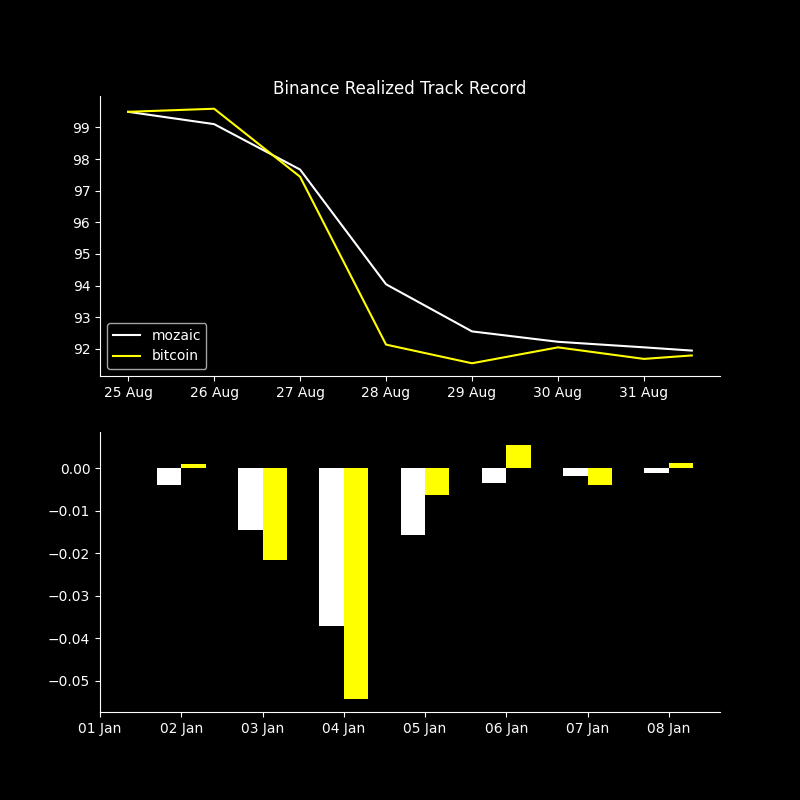 Binance Realized Track Record
99
98
97
96
95
94
93
92
mozaic
bitcoin
25 Aug 26 Aug 27 Aug 28 Aug 29 Aug 30 Aug 31 Aug
0.00
−0.01
−0.02
−0.03
−0.04
−0.05
01 Jan 02 Jan 03 Jan 04 Jan 05 Jan 06 Jan 07 Jan 08 Jan